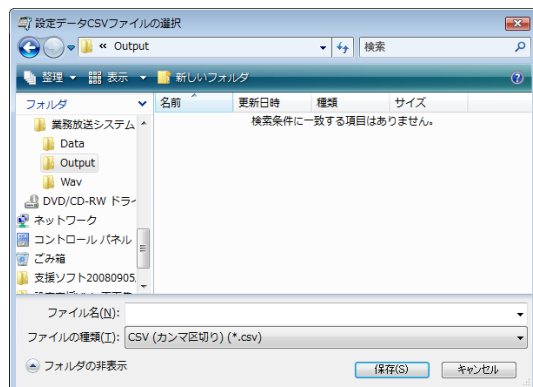 設定データCSVファイルの選択
« Output
検索
整理 表示 新しいフォルダ
フォルダ
名前 更新日時 種類 サイズ
検索条件に一致する項目はありません。
業務放送システム
Data
Output
Wav
DVD/CD-RW ドラ
ネットワーク
コントロール パネル
ごみ箱
支援ソフト20080905.
ファイル名(N):
ファイルの種類(T): CSV (カンマ区切り) (*.csv)
フォルダの非表示
保存(S) キャンセル